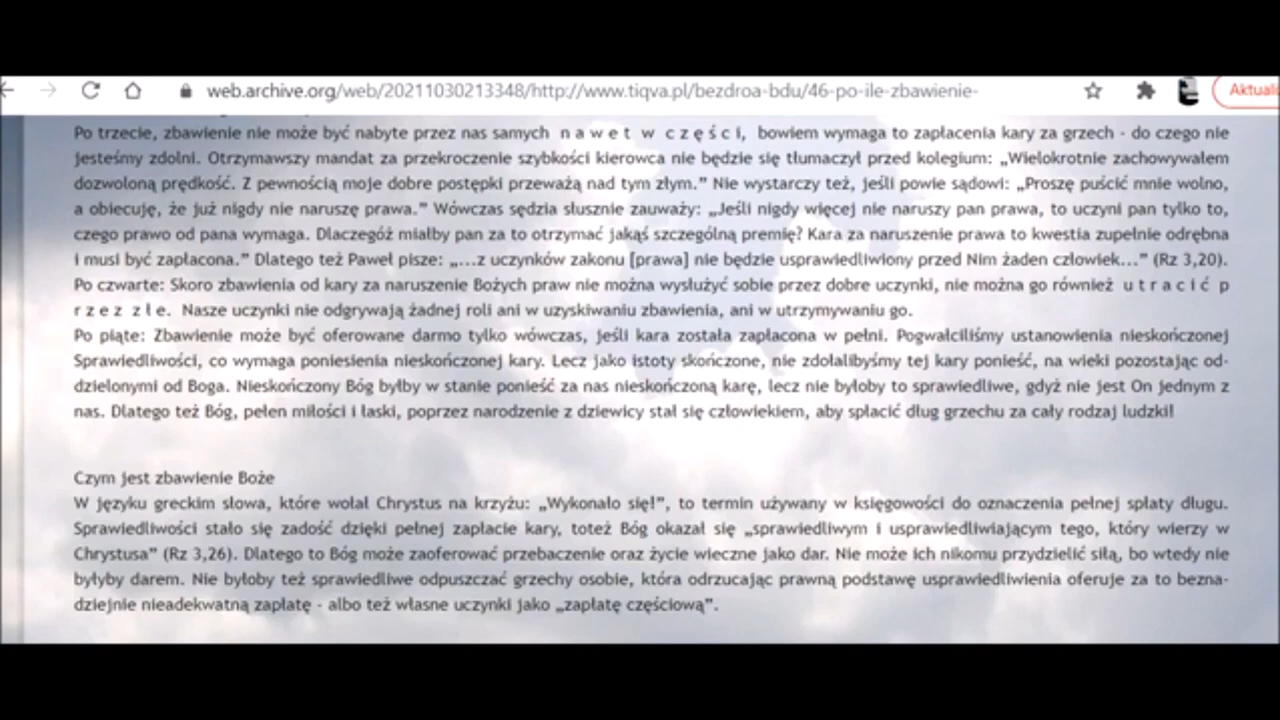 web.archive.org/web/20211030213348/http://www.tiqva.pl/bezdroa-bdu/46-po-ile-zbawienie-
Po trzecie, zbawienie nie może być nabyte przez nas samych n a w e t w c z ę ś c i, bowiem wymaga to zapłacenia kary za grzech - do czego nie
jesteśmy zdolni. Otrzymawszy mandat za przekroczenie szybkości kierowca nie będzie się tłumaczył przed kolegium: „Wielokrotnie zachowywałem
dozwoloną prędkość. Z pewnością moje dobre postępki przeważą nad tym złym.” Nie wystarczy też, jeśli powie sądowi: „Proszę puścić mnie wolno,
a obiecuję, że już nigdy nie naruszę prawa.” Wówczas sędzia słusznie zauważy: „Jeśli nigdy więcej nie naruszy pan prawa, to uczyni pan tylko to,
czego prawo od pana wymaga. Dlaczegóż miałby pan za to otrzymać jakąś szczególną premię? Kara za naruszenie prawa to kwestia zupełnie odrębna
i musi być zapłacona.” Dlatego też Paweł pisze: „...z uczynków zakonu [prawa] nie będzie usprawiedliwiony przed Nim żaden człowiek...” (Rz 3,20).
Po czwarte: Skoro zbawienia od kary za naruszenie Bożych praw nie można wysłużyć sobie przez dobre uczynki, nie można go również u t r a c i ć p
r z e z z ł e. Nasze uczynki nie odgrywają żadnej roli ani w uzyskiwaniu zbawienia, ani w utrzymywaniu go.
Po piąte: Zbawienie może być oferowane darmo tylko wówczas, jeśli kara została zapłacona w pełni. Pogwałciliśmy ustanowienia nieskończonej
Sprawiedliwości, co wymaga poniesienia nieskończonej kary. Lecz jako istoty skończone, nie zdołalibyśmy tej kary ponieść, na wieki pozostając od-
dzielonymi od Boga. Nieskończony Bóg byłby w stanie ponieść za nas nieskończoną karę, lecz nie byłoby to sprawiedliwe, gdyż nie jest On jednym z
nas. Dlatego też Bóg, pełen miłości i łaski, poprzez narodzenie z dziewicy stał się człowiekiem, aby spłacić dług grzechu za cały rodzaj ludzki!
Czym jest zbawienie Boże
W języku greckim słowa, które wołał Chrystus na krzyżu: „Wykonało się!”, to termin używany w księgowości do oznaczenia pełnej spłaty długu.
Sprawiedliwości stało się zadość dzięki pełnej zapłacie kary, toteż Bóg okazał się „sprawiedliwym i usprawiedliwiającym tego, który wierzy w
Chrystusa” (Rz 3,26). Dlatego to Bóg może zaoferować przebaczenie oraz życie wieczne jako dar. Nie może ich nikomu przydzielić siłą, bo wtedy nie
byłyby darem. Nie byłoby też sprawiedliwe odpuszczać grzechy osobie, która odrzucając prawną podstawę usprawiedliwienia oferuje za to bezna-
dziejnie nieadekwatną zapłatę - albo też własne uczynki jako „zapłatę częściową”.